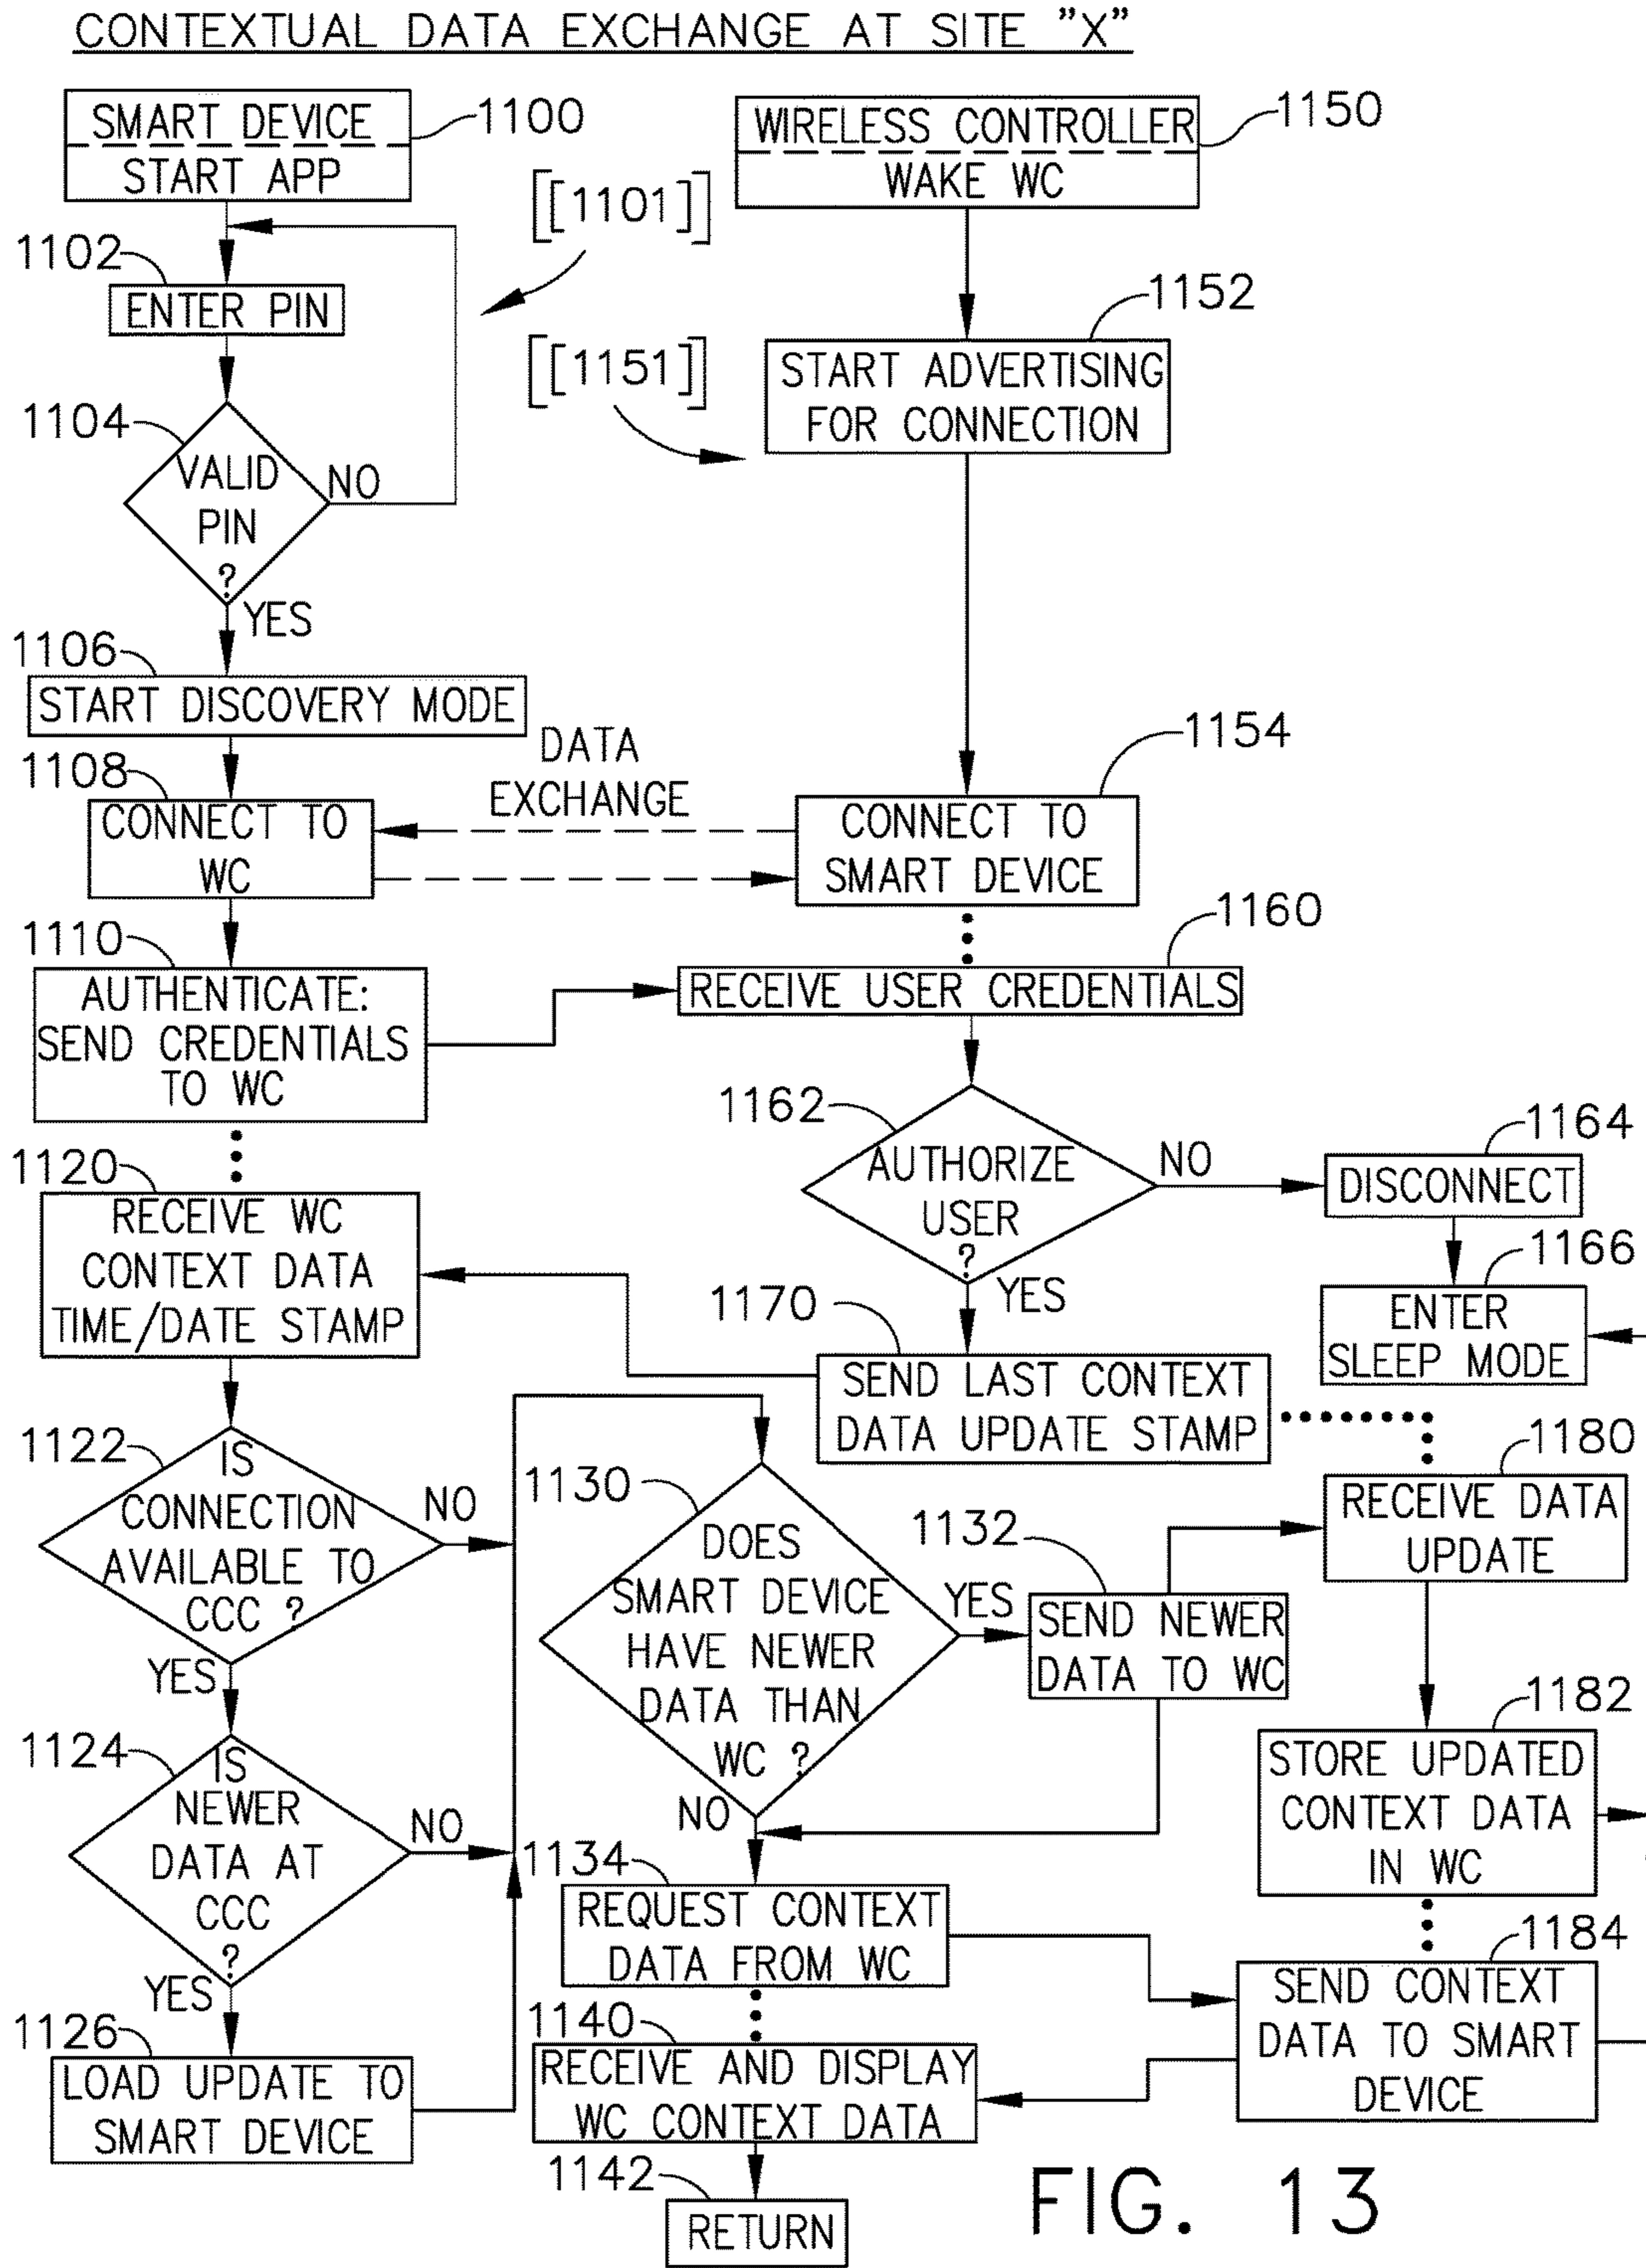 CONTEXTUAL DATA EXCHANGE AT SITE "X"
SMART DEVICE
START APP
1100
WIRELESS CONTROLLER
WAKE WC
1150
[[1101]]
1102
ENTER PIN
1152
START ADVERTISING
FOR CONNECTION
[[1151]]
1104
VALID
PIN
?
NO
YES
1106
START DISCOVERY MODE
1108
CONNECT TO
WC
DATA
EXCHANGE
1154
CONNECT TO
SMART DEVICE
1110
AUTHENTICATE:
SEND CREDENTIALS
TO WC
1160
RECEIVE USER CREDENTIALS
1162
AUTHORIZE
USER
?
NO
YES
1164
DISCONNECT
1166
ENTER
SLEEP MODE
1120
RECEIVE WC
CONTEXT DATA
TIME/DATE STAMP
1170
SEND LAST CONTEXT
DATA UPDATE STAMP
1122
IS
CONNECTION
AVAILABLE TO
CCC ?
NO
YES
1130
DOES
SMART DEVICE
HAVE NEWER
DATA THAN
WC ?
YES
NO
1132
SEND NEWER
DATA TO WC
1180
RECEIVE DATA
UPDATE
1124
IS
NEWER
DATA AT
CCC
?
NO
YES
1182
STORE UPDATED
CONTEXT DATA
IN WC
1134
REQUEST CONTEXT
DATA FROM WC
1184
SEND CONTEXT
DATA TO SMART
DEVICE
1126
LOAD UPDATE TO
SMART DEVICE
1140
RECEIVE AND DISPLAY
WC CONTEXT DATA
1142
RETURN
FIG. 13